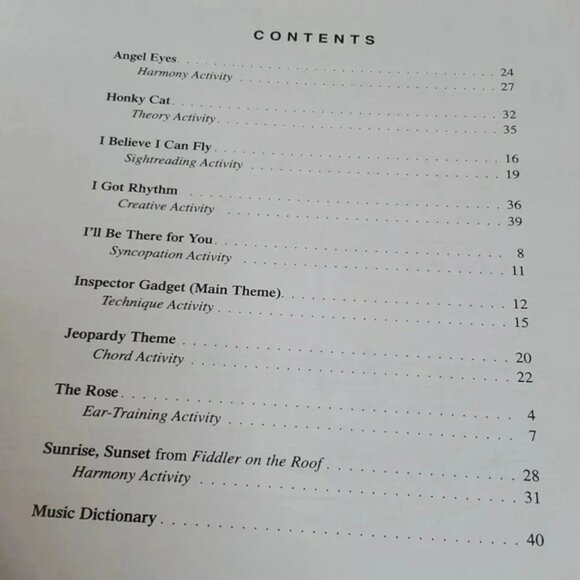 CONTENTS
Angel Eyes. . . . . . . . . . . . . . . . . . . . . . . . . . . . . . 24
Harmony Activity . . . . . . . . . . . . . . . . . . . . . . . . 27
Honky Cat. . . . . . . . . . . . . . . . . . . . . . . . . . . . . . 32
Theory Activity. . . . . . . . . . . . . . . . . . . . . . . . . . 35
I Believe I Can Fly. . . . . . . . . . . . . . . . . . . . . . . . 16
Sightreading Activity . . . . . . . . . . . . . . . . . . . . . . 19
I Got Rhythm . . . . . . . . . . . . . . . . . . . . . . . . . . . 36
Creative Activity . . . . . . . . . . . . . . . . . . . . . . . . 39
I'll Be There for You. . . . . . . . . . . . . . . . . . . . . . . 8
Syncopation Activity . . . . . . . . . . . . . . . . . . . . . . 11
Inspector Gadget (Main Theme). . . . . . . . . . . . . . . . . . 12
Technique Activity . . . . . . . . . . . . . . . . . . . . . . . 15
Jeopardy Theme . . . . . . . . . . . . . . . . . . . . . . . . . 20
Chord Activity . . . . . . . . . . . . . . . . . . . . . . . . . 22
The Rose. . . . . . . . . . . . . . . . . . . . . . . . . . . . . 4
Ear-Training Activity . . . . . . . . . . . . . . . . . . . . . . 7
Sunrise, Sunset from Fiddler on the Roof . . . . . . . . . . . . 28
Harmony Activity . . . . . . . . . . . . . . . . . . . . . . . . 31
Music Dictionary. . . . . . . . . . . . . . . . . . . . . . . . . 40